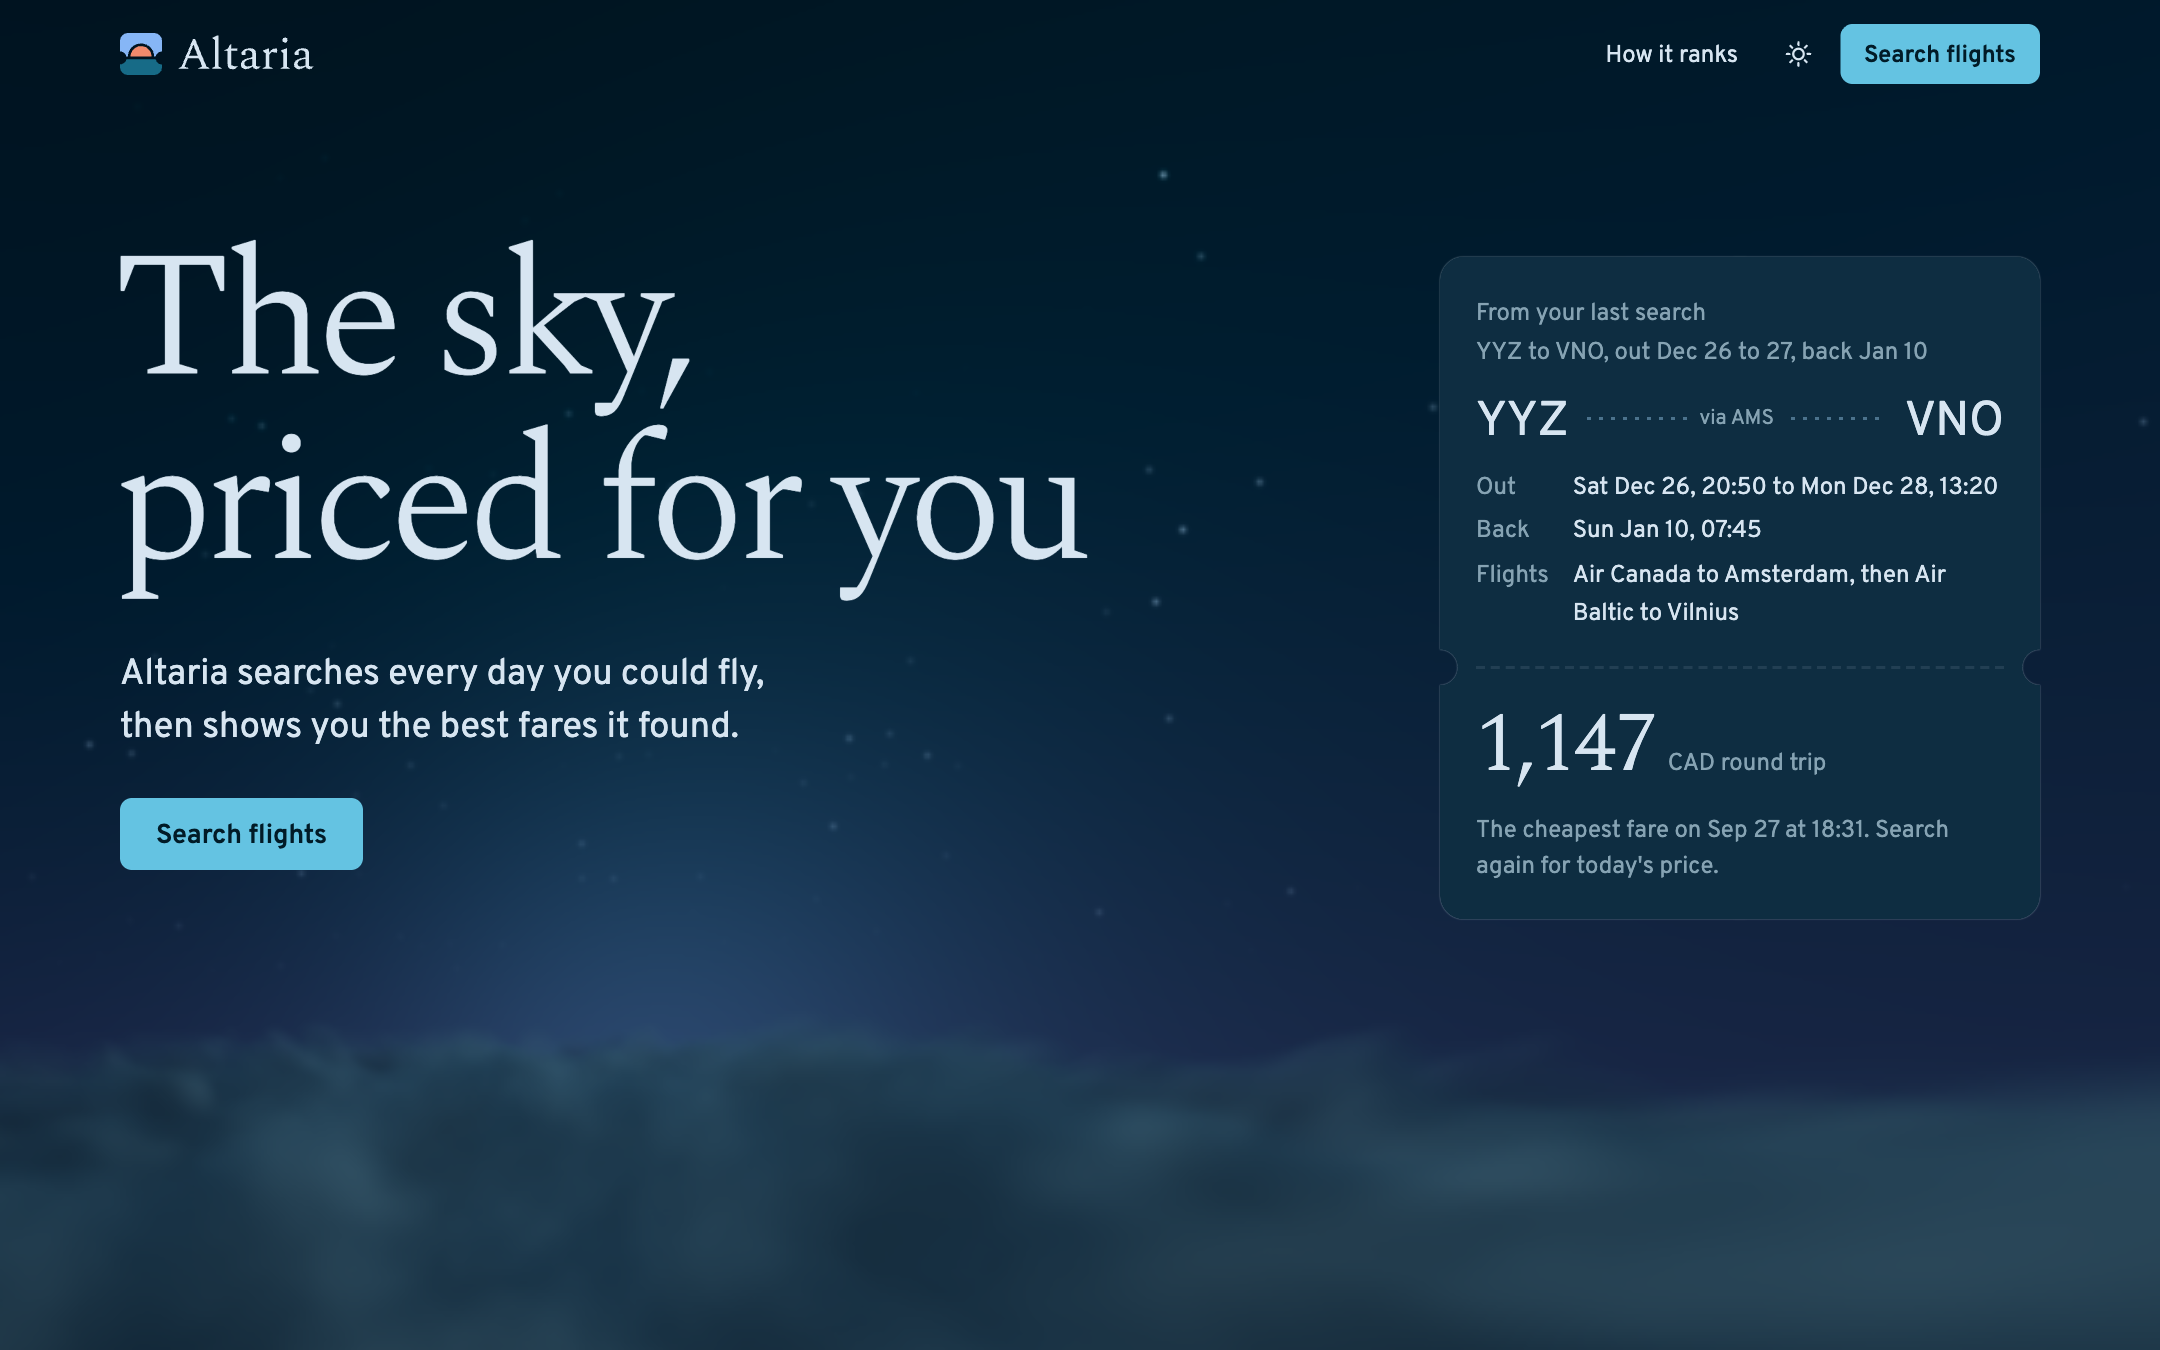 Altaria
How it ranks
Search flights
The sky,
priced for you
Altaria searches every day you could fly,
then shows you the best fares it found.
Search flights
From your last search
YYZ to VNO, out Dec 26 to 27, back Jan 10
YYZ via AMS VNO
Out Sat Dec 26, 20:50 to Mon Dec 28, 13:20
Back Sun Jan 10, 07:45
Flights Air Canada to Amsterdam, then Air
Baltic to Vilnius
1,147 CAD round trip
The cheapest fare on Sep 27 at 18:31. Search
again for today's price.